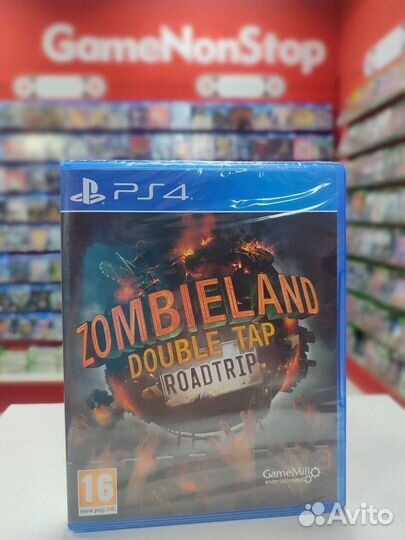 GameNonStop
PS4
ZOMBIELAND
DOUBLE TAP
ROADTRIP
16
www.pegi.info
GameMill
entertainment
Avito